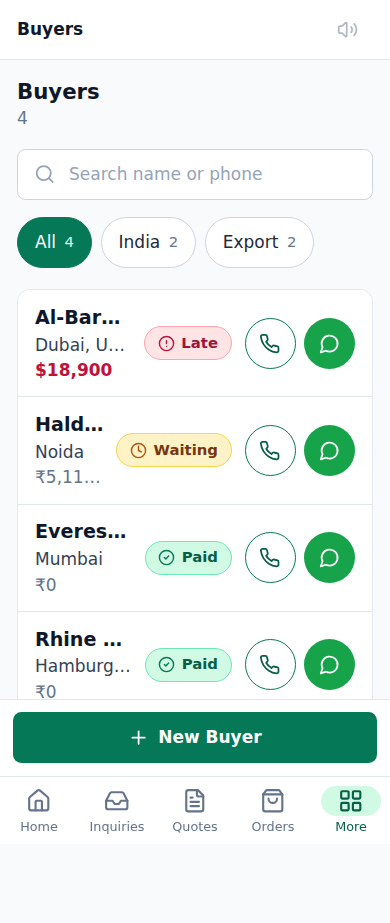 Buyers
Buyers
4
Search name or phone
All 4 India 2 Export 2
Al-Bar…
Dubai, U…
$18,900
Late
Hald…
Noida
₹5,11…
Waiting
Everes…
Mumbai
₹0
Paid
Rhine …
Hamburg…
₹0
Paid
+ New Buyer
Home Inquiries Quotes Orders More